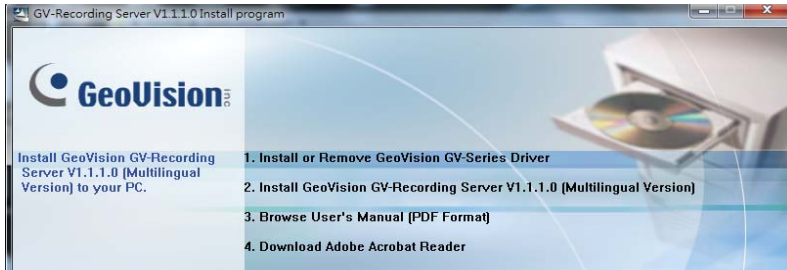 GV-Recording Server V1.1.1.0 Install program
GeoVision inc
Install GeoVision GV-Recording
Server V1.1.1.0 (Multilingual
Version) to your PC.
1. Install or Remove GeoVision GV-Series Driver
2. Install GeoVision GV-Recording Server V1.1.1.0 (Multilingual Version)
3. Browse User's Manual (PDF Format)
4. Download Adobe Acrobat Reader